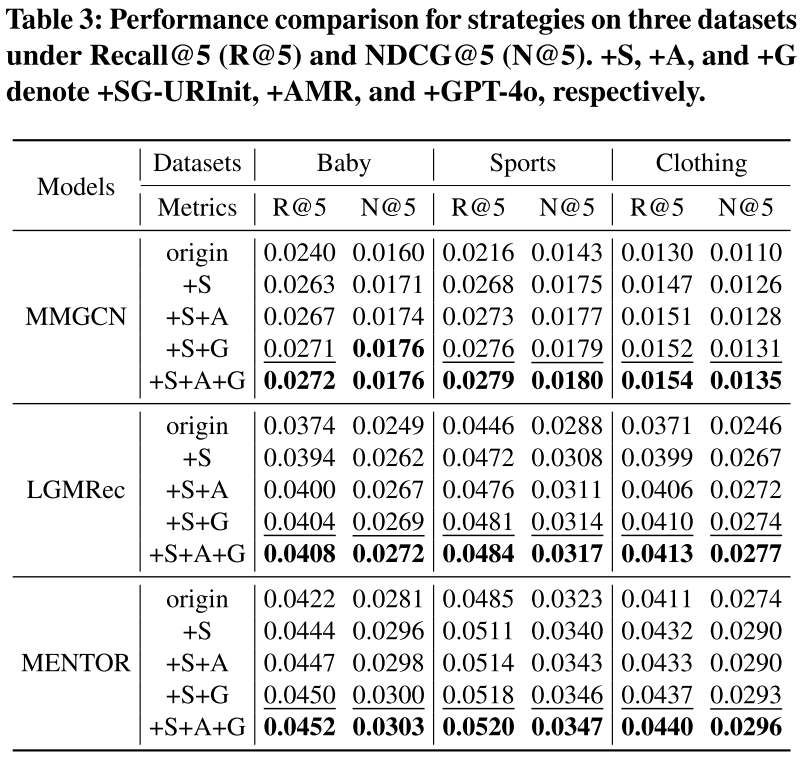 Table 3: Performance comparison for strategies on three datasets
under Recall@5 (R@5) and NDCG@5 (N@5). +S, +A, and +G
denote +SG-URInit, +AMR, and +GPT-4o, respectively.
Models Datasets Baby Sports Clothing
Metrics R@5 N@5 R@5 N@5 R@5 N@5
MMGCN
origin 0.0240 0.0160 0.0216 0.0143 0.0130 0.0110
+S 0.0263 0.0171 0.0268 0.0175 0.0147 0.0126
+S+A 0.0267 0.0174 0.0273 0.0177 0.0151 0.0128
+S+G 0.0271 0.0176 0.0276 0.0179 0.0152 0.0131
+S+A+G 0.0272 0.0176 0.0279 0.0180 0.0154 0.0135
LGMRec
origin 0.0374 0.0249 0.0446 0.0288 0.0371 0.0246
+S 0.0394 0.0262 0.0472 0.0308 0.0399 0.0267
+S+A 0.0400 0.0267 0.0476 0.0311 0.0406 0.0272
+S+G 0.0404 0.0269 0.0481 0.0314 0.0410 0.0274
+S+A+G 0.0408 0.0272 0.0484 0.0317 0.0413 0.0277
MENTOR
origin 0.0422 0.0281 0.0485 0.0323 0.0411 0.0274
+S 0.0444 0.0296 0.0511 0.0340 0.0432 0.0290
+S+A 0.0447 0.0298 0.0514 0.0343 0.0433 0.0290
+S+G 0.0450 0.0300 0.0518 0.0346 0.0437 0.0293
+S+A+G 0.0452 0.0303 0.0520 0.0347 0.0440 0.0296